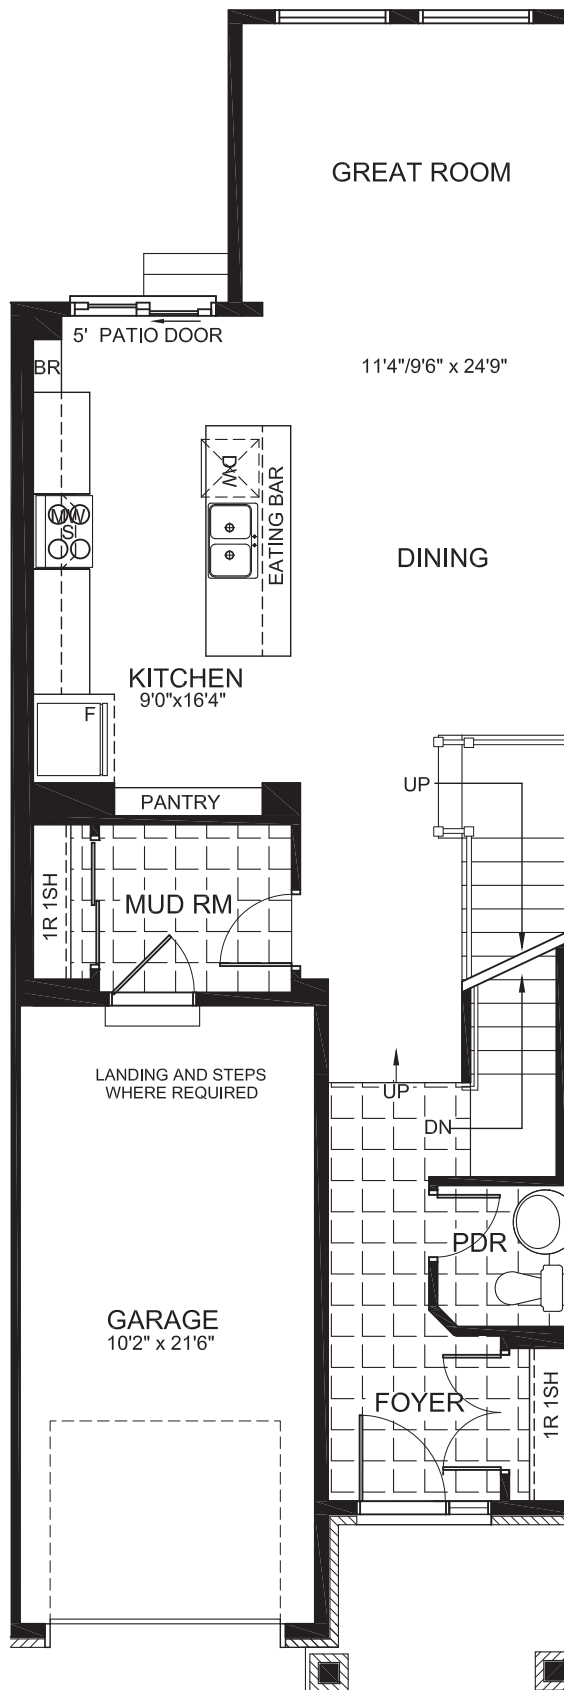 GREAT ROOM
5' PATIO DOOR
BR
11'4"/9'6" x 24'9"
DW
EATING BAR
MW
S
DINING
KITCHEN
9'0"x16'4"
F
UP
PANTRY
1R 1SH
MUD RM
LANDING AND STEPS
WHERE REQUIRED
UP
DN
PDR
GARAGE
10'2" x 21'6"
FOYER
1R 1SH